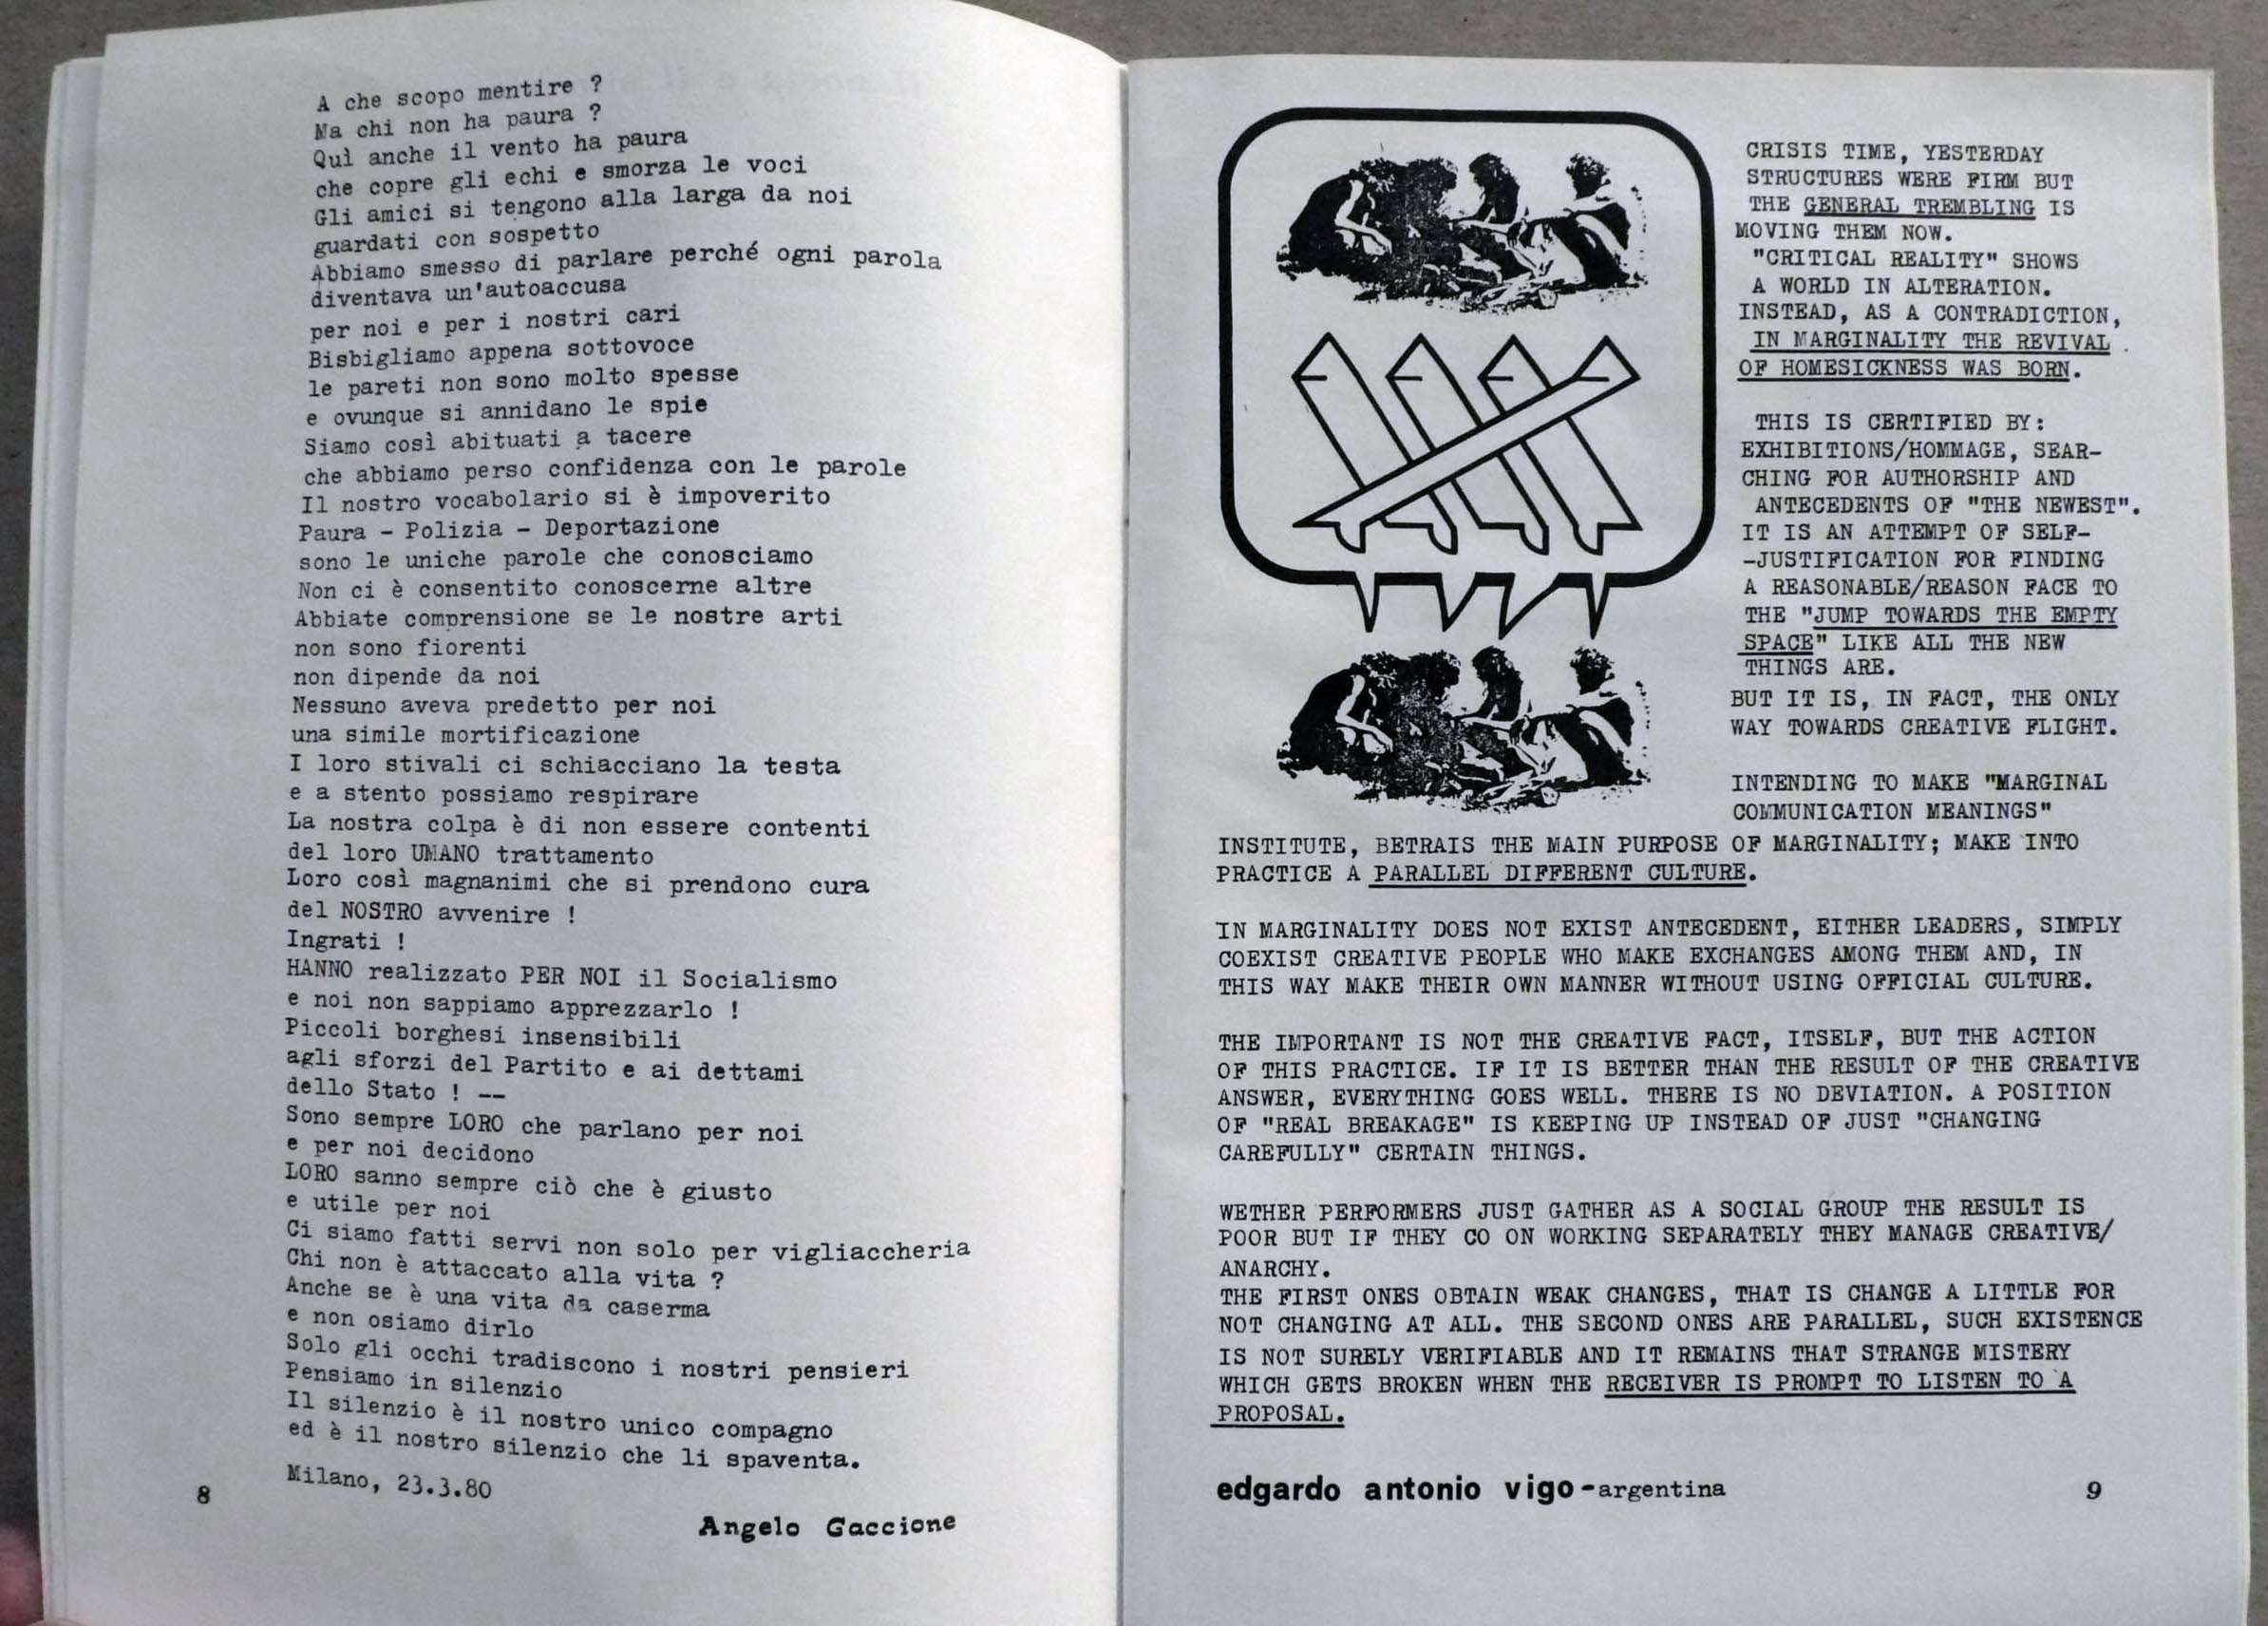 A che scopo mentire ?
Ma chi non ha paura ?
Quì anche il vento ha paura
che copre gli echi e smorza le voci
Gli amici si tengono alla larga da noi
guardati con sospetto
Abbiamo smesso di parlare perché ogni parola
diventava un'autoaccusa
per noi e per i nostri cari
Bisbigliamo appena sottovoce
le pareti non sono molto spesse
e ovunque si annidano le spie
Siamo così abituati a tacere
che abbiamo perso confidenza con le parole
Il nostro vocabolario si è impoverito
Paura - Polizia - Deportazione
sono le uniche parole che conosciamo
Non ci è consentito conoscerne altre
Abbiate comprensione se le nostre arti
non sono fiorenti
non dipende da noi
Nessuno aveva predetto per noi
una simile mortificazione
I loro stivali ci schiacciano la testa
e a stento possiamo respirare
La nostra colpa è di non essere contenti
del loro UMANO trattamento
Loro così magnanimi che si prendono cura
del NOSTRO avvenire !
Ingrati !
HANNO realizzato PER NOI il Socialismo
e noi non sappiamo apprezzarlo !
Piccoli borghesi insensibili
agli sforzi del Partito e ai dettami
dello Stato ! --
Sono sempre LORO che parlano per noi
e per noi decidono
LORO sanno sempre ciò che è giusto
e utile per noi
Ci siamo fatti servi non solo per vigliaccheria
Chi non è attaccato alla vita ?
Anche se è una vita da caserma
e non osiamo dirlo
Solo gli occhi tradiscono i nostri pensieri
Pensiamo in silenzio
Il silenzio è il nostro unico compagno
ed è il nostro silenzio che li spaventa.
Milano, 23.3.80
8
Angelo Gaccione
CRISIS TIME, YESTERDAY
STRUCTURES WERE FIRM BUT
THE GENERAL TREMBLING IS
MOVING THEM NOW.
"CRITICAL REALITY" SHOWS
A WORLD IN ALTERATION.
INSTEAD, AS A CONTRADICTION,
IN MARGINALITY THE REVIVAL
OF HOMESICKNESS WAS BORN.
THIS IS CERTIFIED BY:
EXHIBITIONS/HOMMAGE, SEAR-
CHING FOR AUTHORSHIP AND
ANTECEDENTS OF "THE NEWEST".
IT IS AN ATTEMPT OF SELF-
-JUSTIFICATION FOR FINDING
A REASONABLE/REASON FACE TO
THE "JUMP TOWARDS THE EMPTY
SPACE" LIKE ALL THE NEW
THINGS ARE.
BUT IT IS, IN FACT, THE ONLY
WAY TOWARDS CREATIVE FLIGHT.
INTENDING TO MAKE "MARGINAL
COMMUNICATION MEANINGS"
INSTITUTE, BETRAIS THE MAIN PURPOSE OF MARGINALITY; MAKE INTO
PRACTICE A PARALLEL DIFFERENT CULTURE.
IN MARGINALITY DOES NOT EXIST ANTECEDENT, EITHER LEADERS, SIMPLY
COEXIST CREATIVE PEOPLE WHO MAKE EXCHANGES AMONG THEM AND, IN
THIS WAY MAKE THEIR OWN MANNER WITHOUT USING OFFICIAL CULTURE.
THE IMPORTANT IS NOT THE CREATIVE FACT, ITSELF, BUT THE ACTION
OF THIS PRACTICE. IF IT IS BETTER THAN THE RESULT OF THE CREATIVE
ANSWER, EVERYTHING GOES WELL. THERE IS NO DEVIATION. A POSITION
OF "REAL BREAKAGE" IS KEEPING UP INSTEAD OF JUST "CHANGING
CAREFULLY" CERTAIN THINGS.
WETHER PERFORMERS JUST GATHER AS A SOCIAL GROUP THE RESULT IS
POOR BUT IF THEY CO ON WORKING SEPARATELY THEY MANAGE CREATIVE/
ANARCHY.
THE FIRST ONES OBTAIN WEAK CHANGES, THAT IS CHANGE A LITTLE FOR
NOT CHANGING AT ALL. THE SECOND ONES ARE PARALLEL, SUCH EXISTENCE
IS NOT SURELY VERIFIABLE AND IT REMAINS THAT STRANGE MISTERY
WHICH GETS BROKEN WHEN THE RECEIVER IS PROMPT TO LISTEN TO A
PROPOSAL.
edgardo antonio vigo-argentina
9